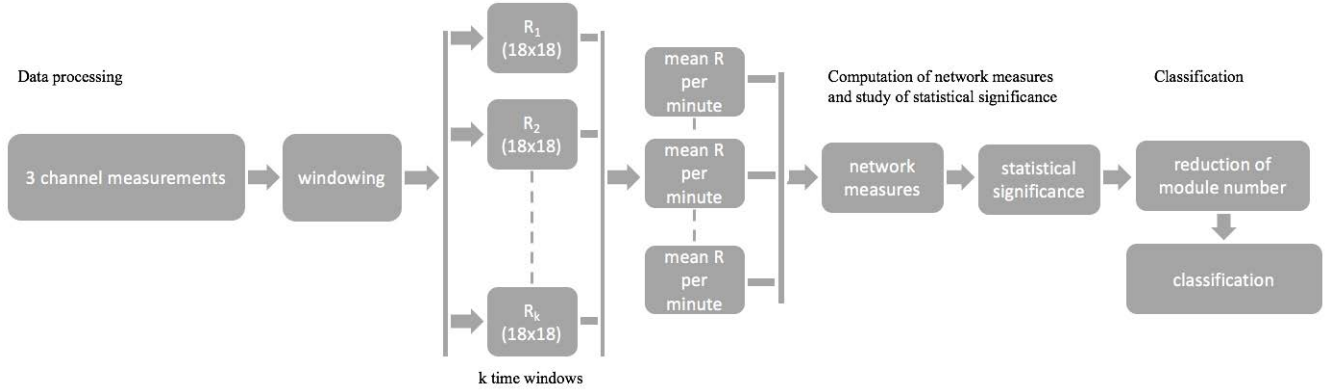 Data processing
3 channel measurements
windowing
R1
(18x18)
R2
(18x18)
Rk
(18x18)
k time windows
mean R
per
minute
mean R
per
minute
mean R
per
minute
Computation of network measures
and study of statistical significance
network
measures
statistical
significance
Classification
reduction of
module number
classification